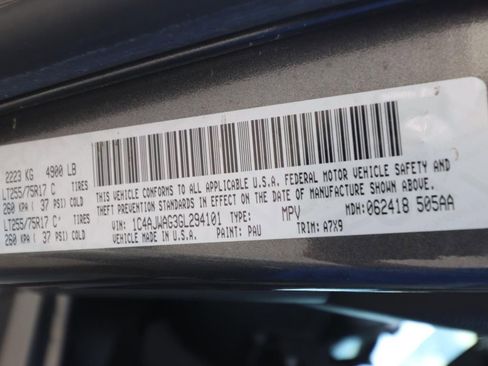 2223 KG 4900 LB
LT255/75R17 C TIRES
260 KPA ( 37 PSI) COLD
LT255/75R17 C TIRES
260 KPA ( 37 PSI) COLD
THIS VEHICLE CONFORMS TO ALL APPLICABLE U.S.A. FEDERAL MOTOR VEHICLE SAFETY AND
THEFT PREVENTION STANDARDS IN EFFECT ON THE DATE OF MANUFACTURE SHOWN ABOVE.
VIN: 1C4AJWAG3GL294101 TYPE: MPV MDH: 062418 505AA
MADE IN U.S.A. PAINT: PAU TRIM: A7X9